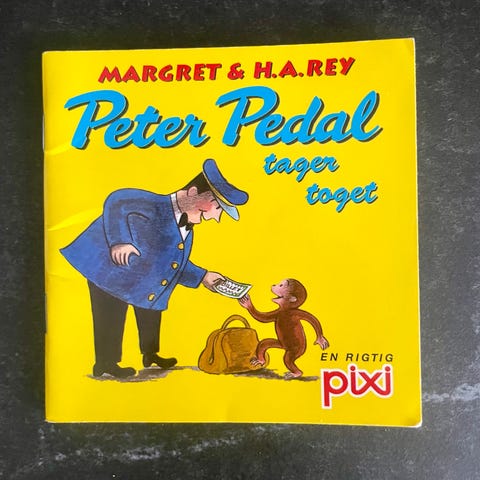 MARGRET & H.A.REY
Peter Pedal
tager
toget
EN RIGTIG
pixi